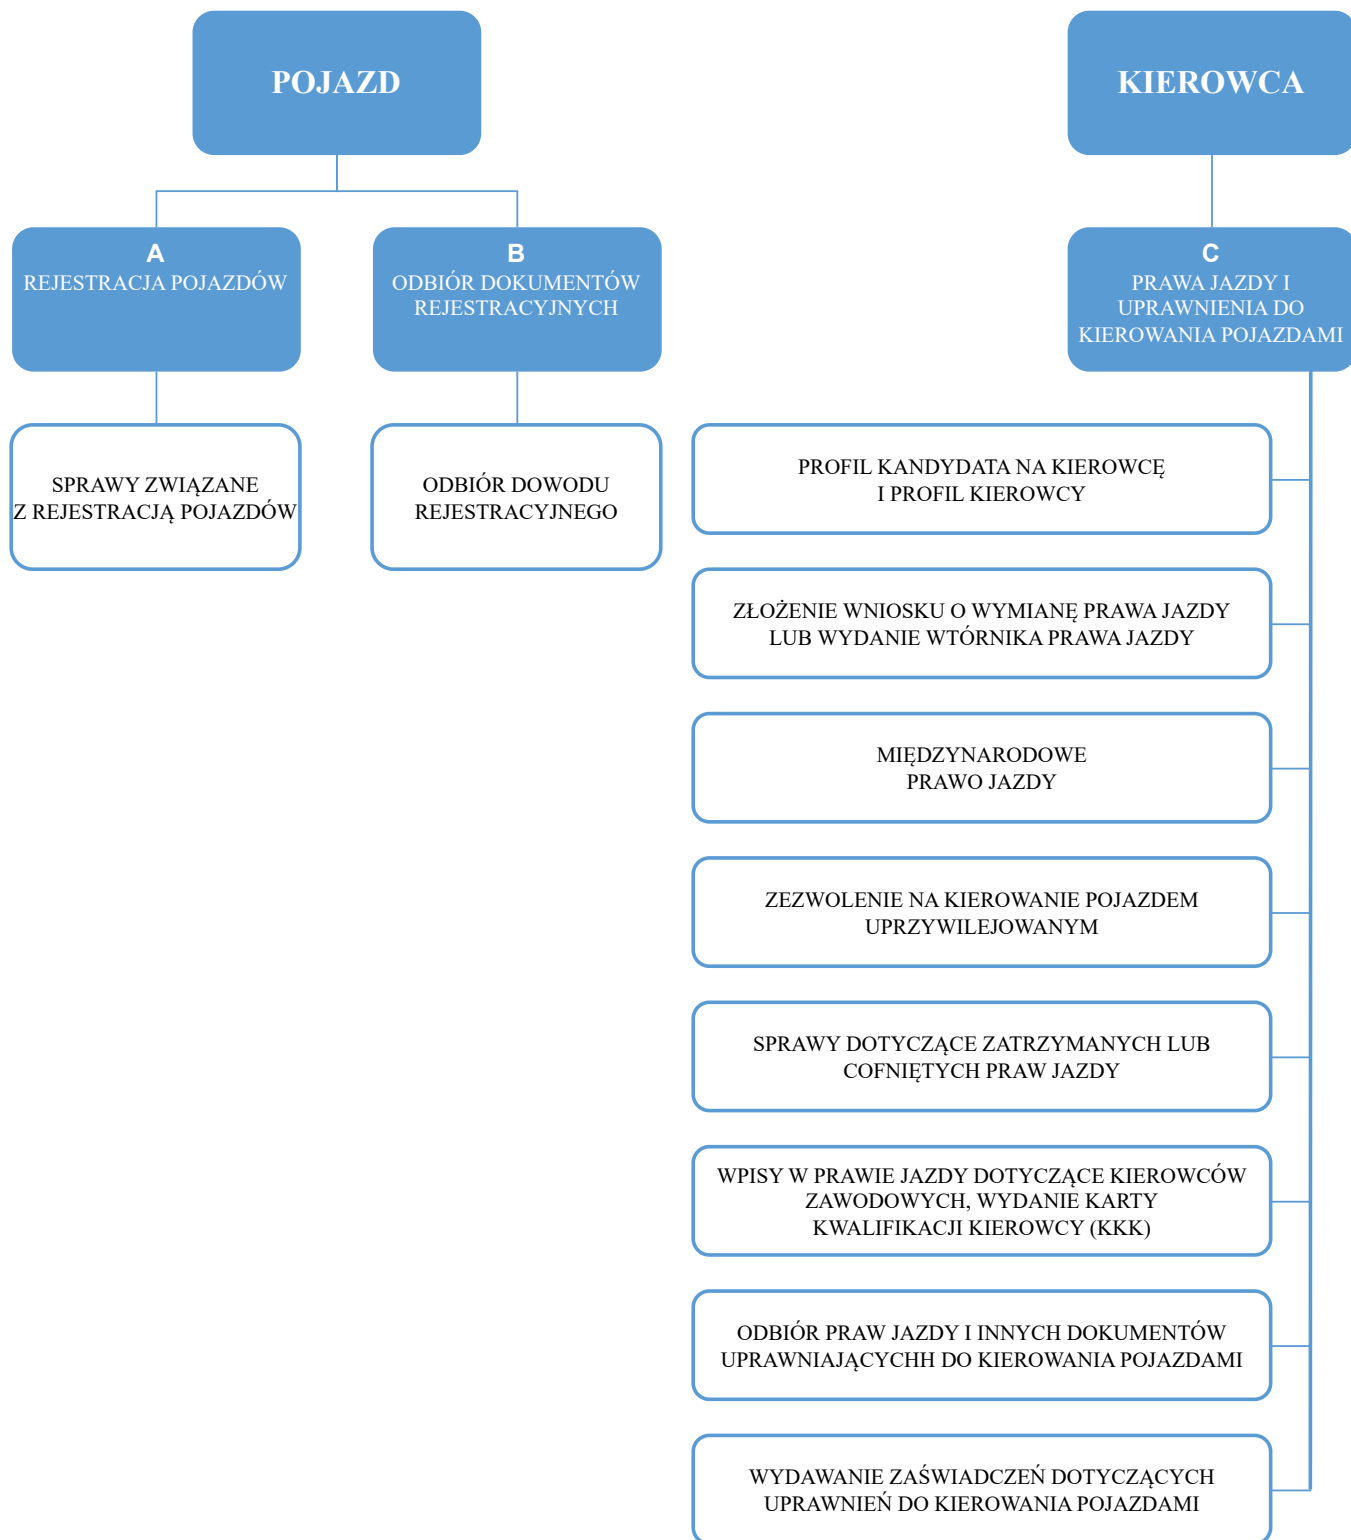 POJAZD
KIEROWCA
A
REJESTRACJA POJAZDÓW
B
ODBIÓR DOKUMENTÓW
REJESTRACYJNYCH
C
PRAWA JAZDY I
UPRAWNIENIA DO
KIEROWANIA POJAZDAMI
SPRAWY ZWIĄZANE
Z REJESTRACJĄ POJAZDÓW
ODBIÓR DOWODU
REJESTRACYJNEGO
PROFIL KANDYDATA NA KIEROWCĘ
I PROFIL KIEROWCY
ZŁOŻENIE WNIOSKU O WYMIANĘ PRAWA JAZDY
LUB WYDANIE WTÓRNIKA PRAWA JAZDY
MIĘDZYNARODOWE
PRAWO JAZDY
ZEZWOLENIE NA KIEROWANIE POJAZDEM
UPRZYWILEJOWANYM
SPRAWY DOTYCZĄCE ZATRZYMANYCH LUB
COFNIĘTYCH PRAW JAZDY
WPISY W PRAWIE JAZDY DOTYCZĄCE KIEROWCÓW
ZAWODOWYCH, WYDANIE KARTY
KWALIFIKACJI KIEROWCY (KKK)
ODBIÓR PRAW JAZDY I INNYCH DOKUMENTÓW
UPRAWNIAJĄCYCHH DO KIEROWANIA POJAZDAMI
WYDAWANIE ZAŚWIADCZEŃ DOTYCZĄCYCH
UPRAWNIEŃ DO KIEROWANIA POJAZDAMI